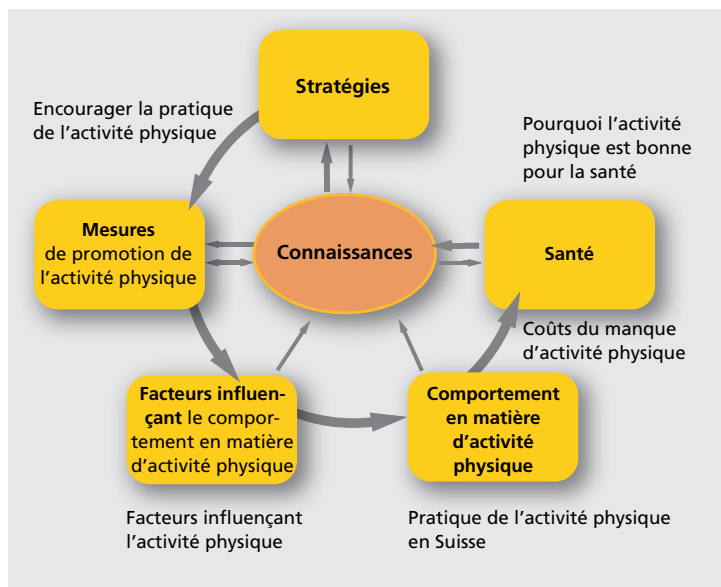 Stratégies
Encourager la pratique
de l’activité physique
Pourquoi l’activité
physique est bonne
pour la santé
Mesures
de promotion de
l’activité physique
Connaissances
Santé
Coûts du manque
d’activité physique
Facteurs influen-
çant le compor-
tement en matière
d’activité physique
Comportement
en matière
d’activité
physique
Facteurs influençant
l’activité physique
Pratique de l’activité physique
en Suisse